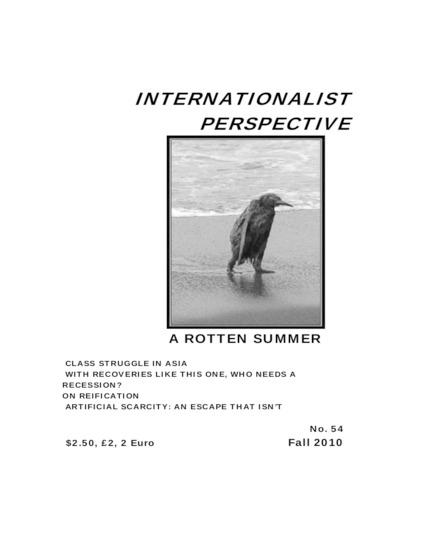 INTERNATIONALIST
PERSPECTIVE
A ROTTEN SUMMER
CLASS STRUGGLE IN ASIA
WITH RECOVERIES LIKE THIS ONE, WHO NEEDS A
RECESSION?
ON REIFICATION
ARTIFICIAL SCARCITY: AN ESCAPE THAT ISN'T
No. 54
$2.50, £2, 2 Euro Fall 2010